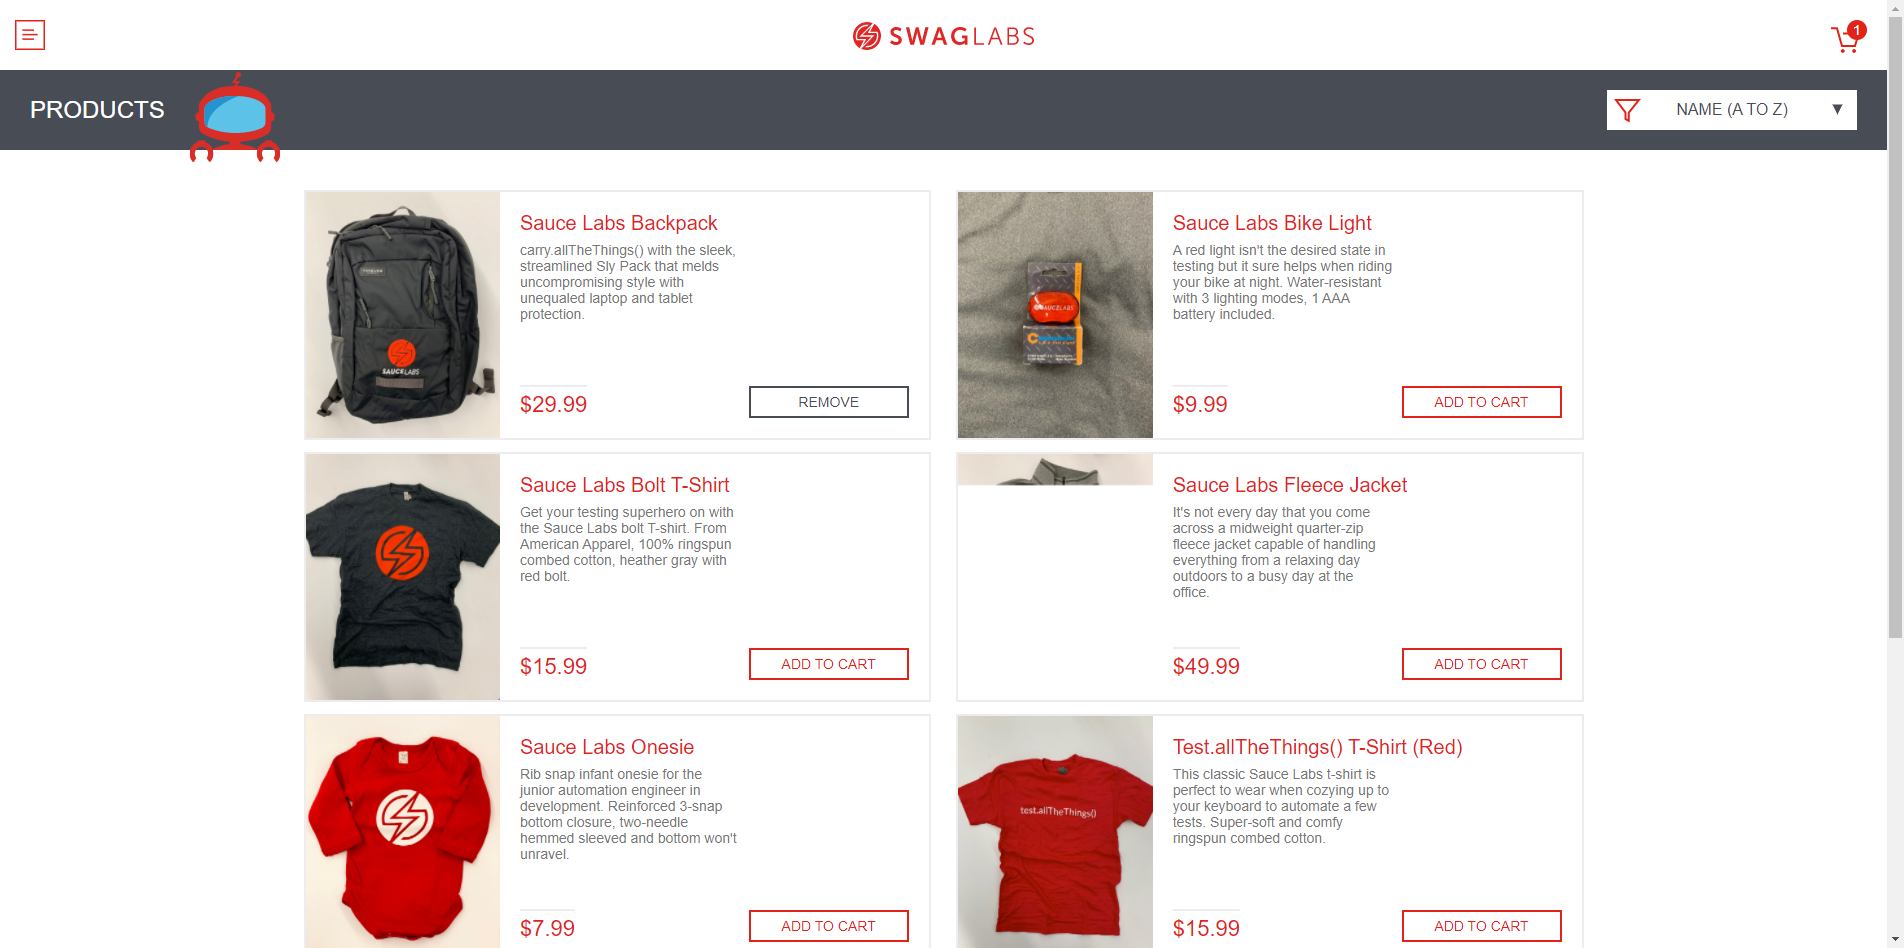 SWAGLABS
1
PRODUCTS
NAME (A TO Z)
Sauce Labs Backpack
carry.allTheThings() with the sleek,
streamlined Sly Pack that melds
uncompromising style with
unequaled laptop and tablet
protection.
SAUCELABS
$29.99
REMOVE
Sauce Labs Bike Light
A red light isn't the desired state in
testing but it sure helps when riding
your bike at night. Water-resistant
with 3 lighting modes, 1 AAA
battery included.
SAUCELABS
$9.99
ADD TO CART
Sauce Labs Bolt T-Shirt
Get your testing superhero on with
the Sauce Labs bolt T-shirt. From
American Apparel, 100% ringspun
combed cotton, heather gray with
red bolt.
$15.99
ADD TO CART
Sauce Labs Fleece Jacket
It's not every day that you come
across a midweight quarter-zip
fleece jacket capable of handling
everything from a relaxing day
outdoors to a busy day at the
office.
$49.99
ADD TO CART
Sauce Labs Onesie
Rib snap infant onesie for the
junior automation engineer in
development. Reinforced 3-snap
bottom closure, two-needle
hemmed sleeved and bottom won't
unravel.
$7.99
ADD TO CART
Test.allTheThings() T-Shirt (Red)
This classic Sauce Labs t-shirt is
perfect to wear when cozying up to
your keyboard to automate a few
tests. Super-soft and comfy
ringspun combed cotton.
test.allTheThings()
$15.99
ADD TO CART